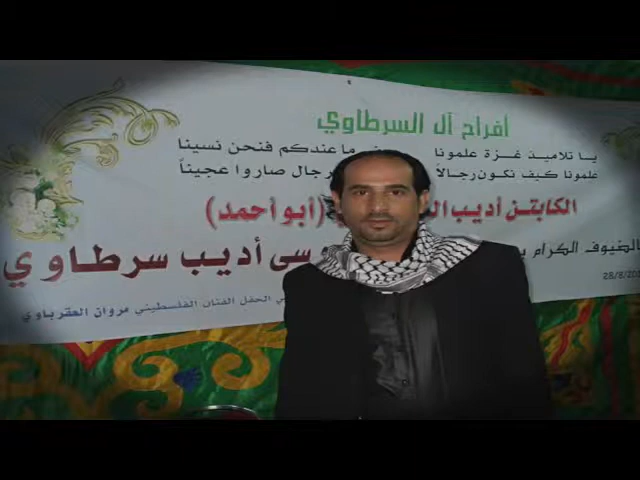 أفراح آل السرطاوي
يا تلاميذ غزة علمونا ما عندكم فنحن نسينا
علمونا كيف نكون رجالاً رجال صاروا عجيناً
الكابتن أديب (أبو أحمد)
الضيوف الكرام
سى أديب سرطاوي
28/8/20
الحفل الفنان الفلسطيني مروان العقرباوي